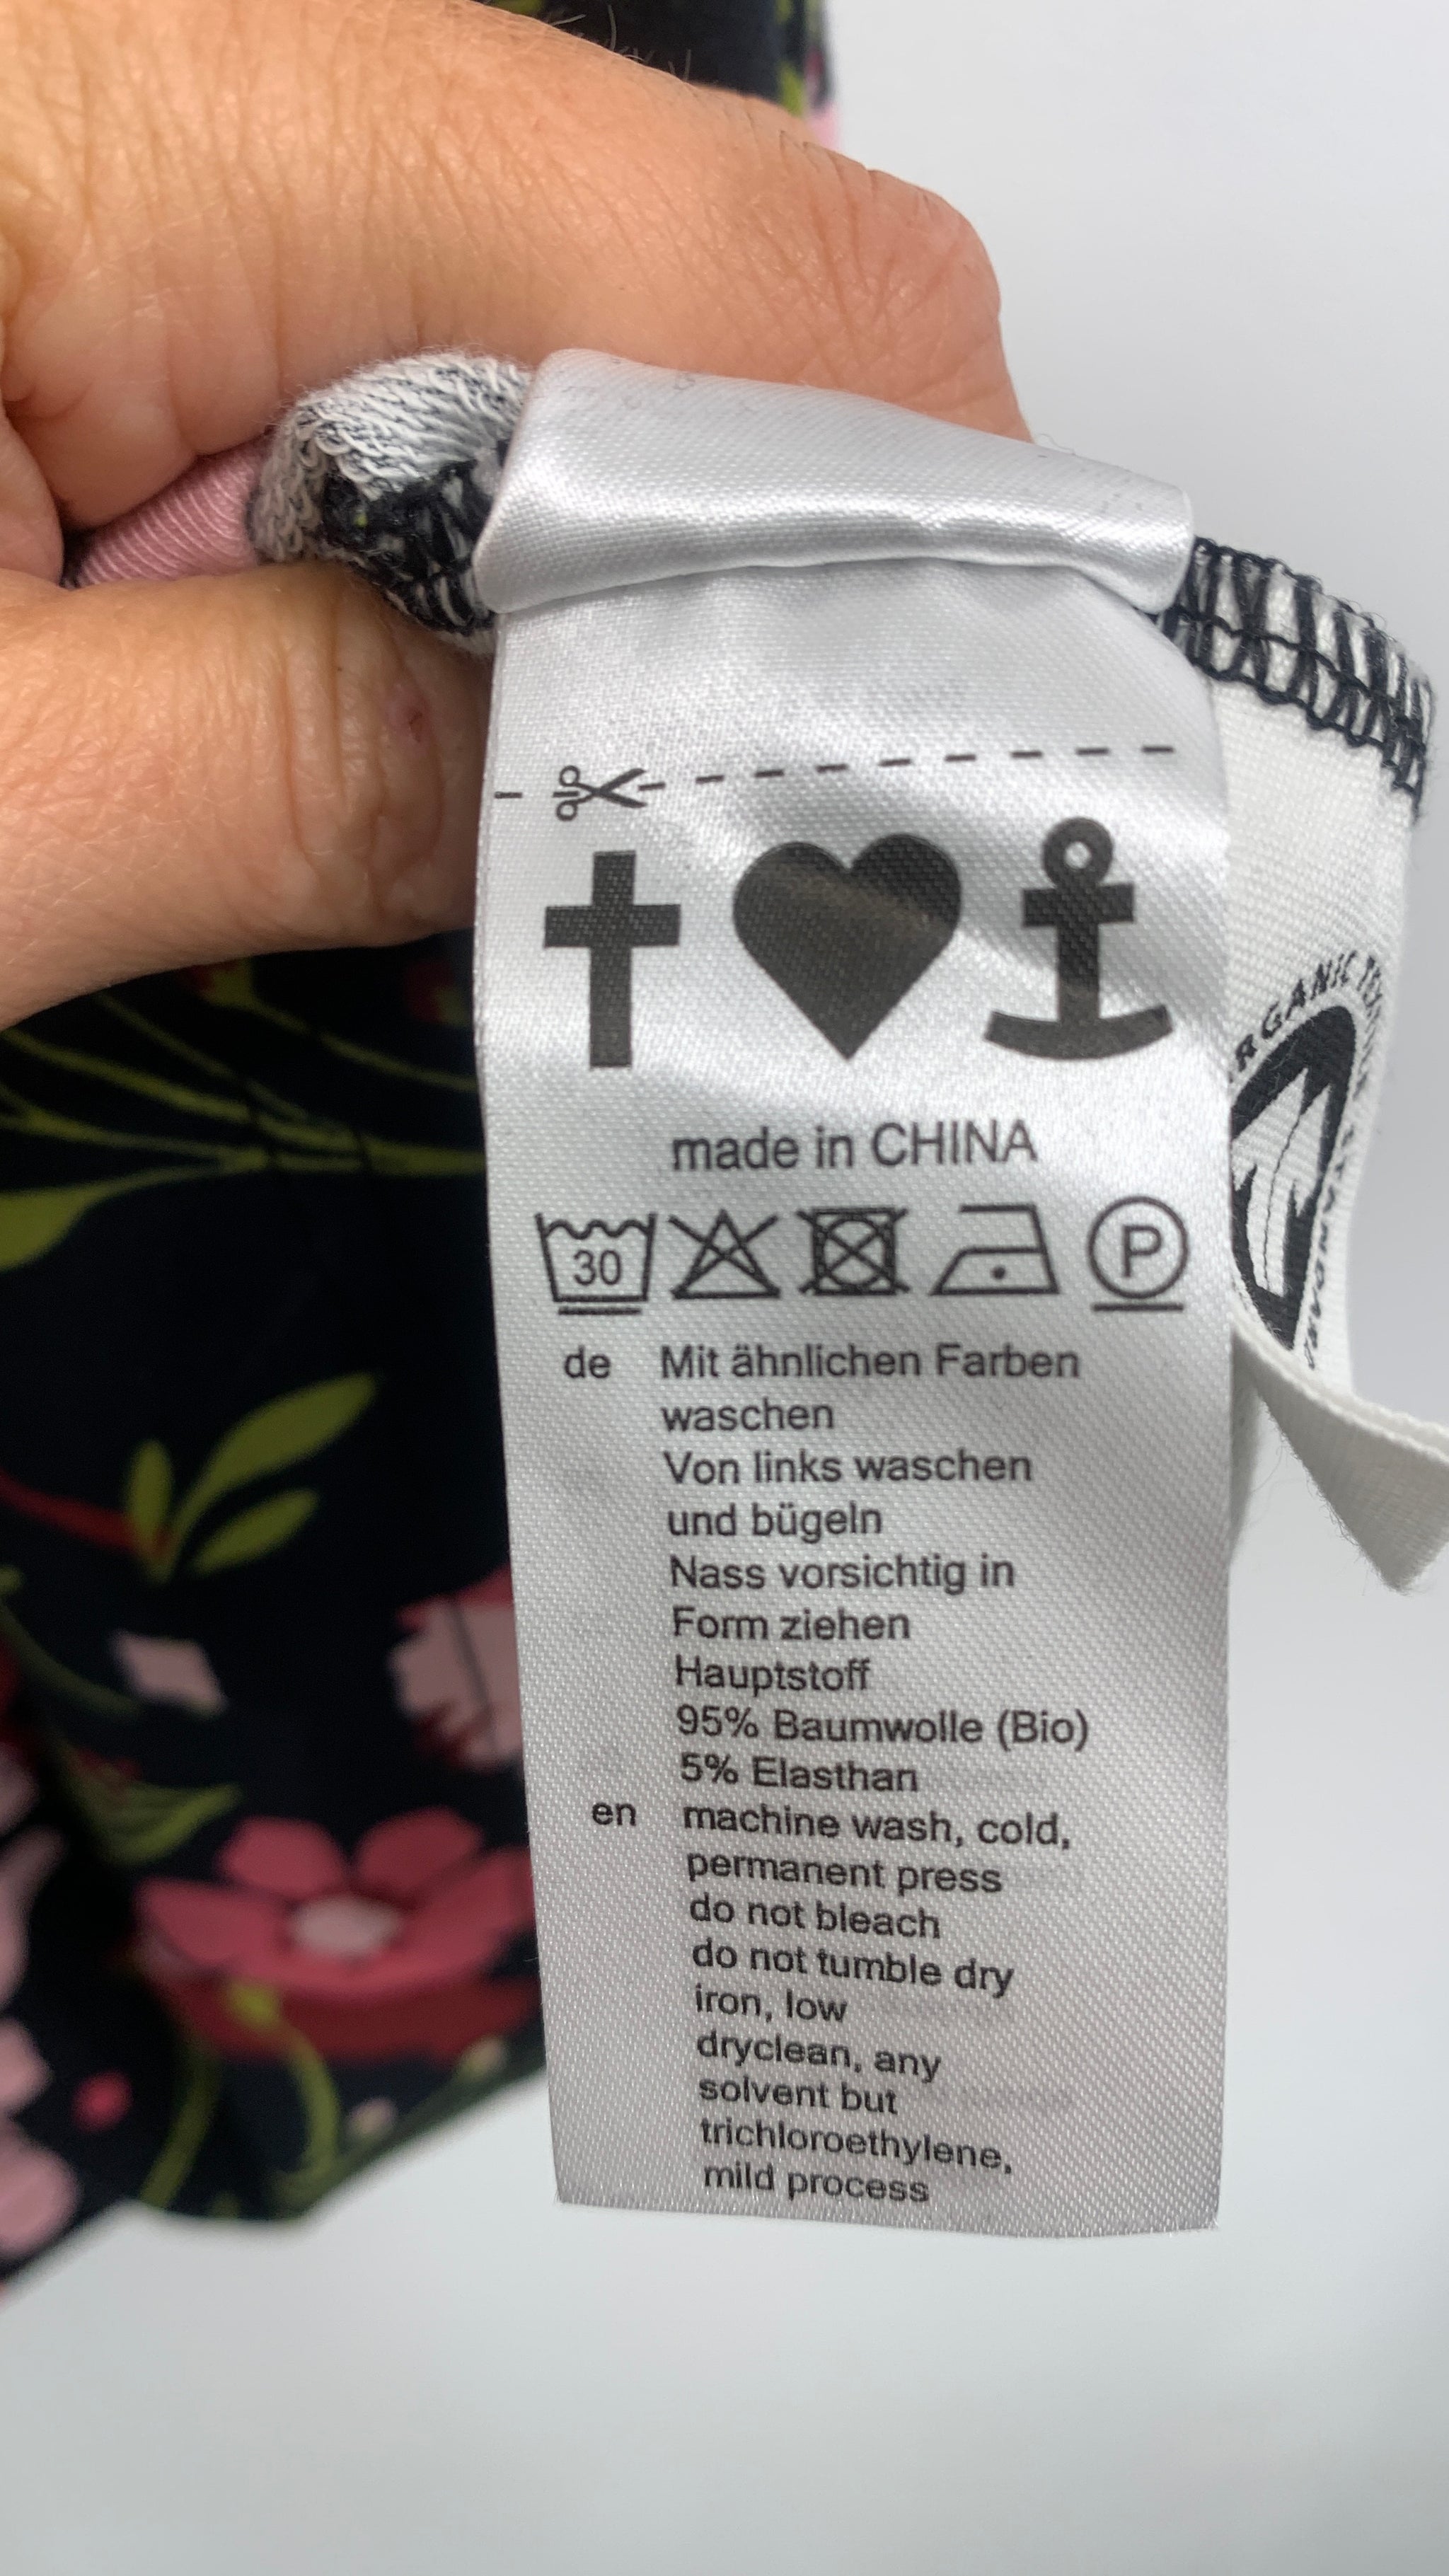 made in CHINA
30 P
de Mit ähnlichen Farben
waschen
Von links waschen
und bügeln
Nass vorsichtig in
Form ziehen
Hauptstoff
95% Baumwolle (Bio)
5% Elasthan
en machine wash, cold,
permanent press
do not bleach
do not tumble dry
iron, low
dryclean, any
solvent but
trichloroethylene,
mild process